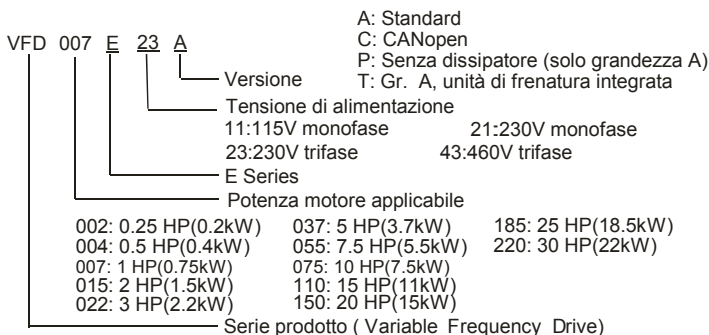 A: Standard
C: CANopen
P: Senza dissipatore (solo grandezza A)
T: Gr. A, unità di frenatura integrata
VFD 007 E 23 A
Versione
Tensione di alimentazione
11:115V monofase 21:230V monofase
23:230V trifase 43:460V trifase
E Series
Potenza motore applicabile
002: 0.25 HP(0.2kW) 037: 5 HP(3.7kW) 185: 25 HP(18.5kW)
004: 0.5 HP(0.4kW) 055: 7.5 HP(5.5kW) 220: 30 HP(22kW)
007: 1 HP(0.75kW) 075: 10 HP(7.5kW)
015: 2 HP(1.5kW) 110: 15 HP(11kW)
022: 3 HP(2.2kW) 150: 20 HP(15kW)
Serie prodotto ( Variable Frequency Drive)